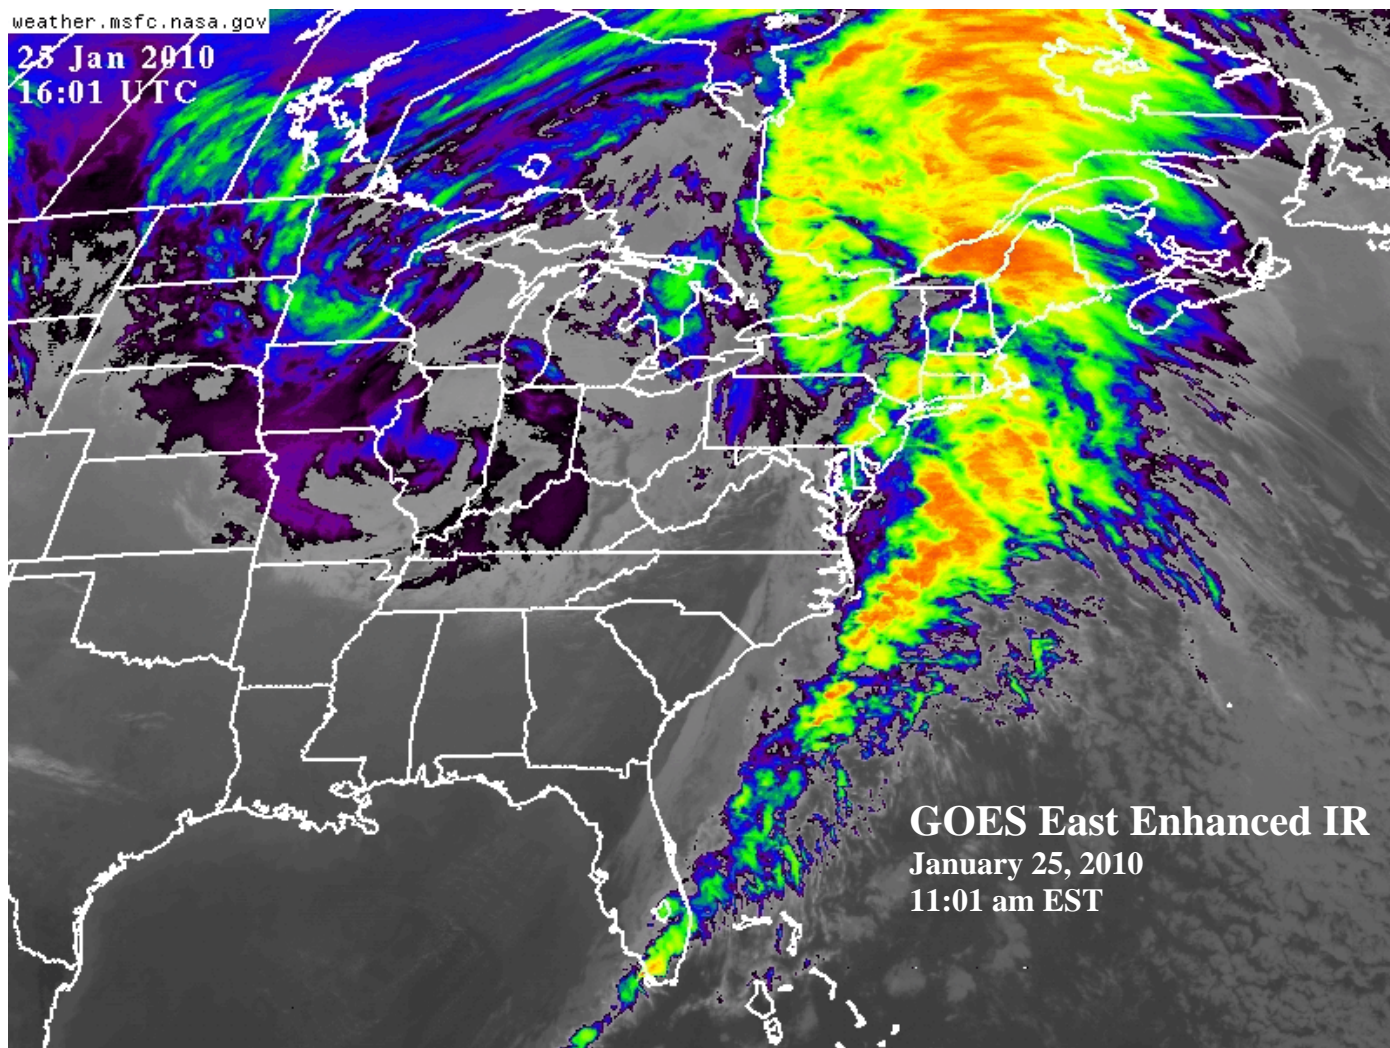 weather.msfc.nasa.gov
25 Jan 2010
16:01 UTC
GOES East Enhanced IR
January 25, 2010
11:01 am EST